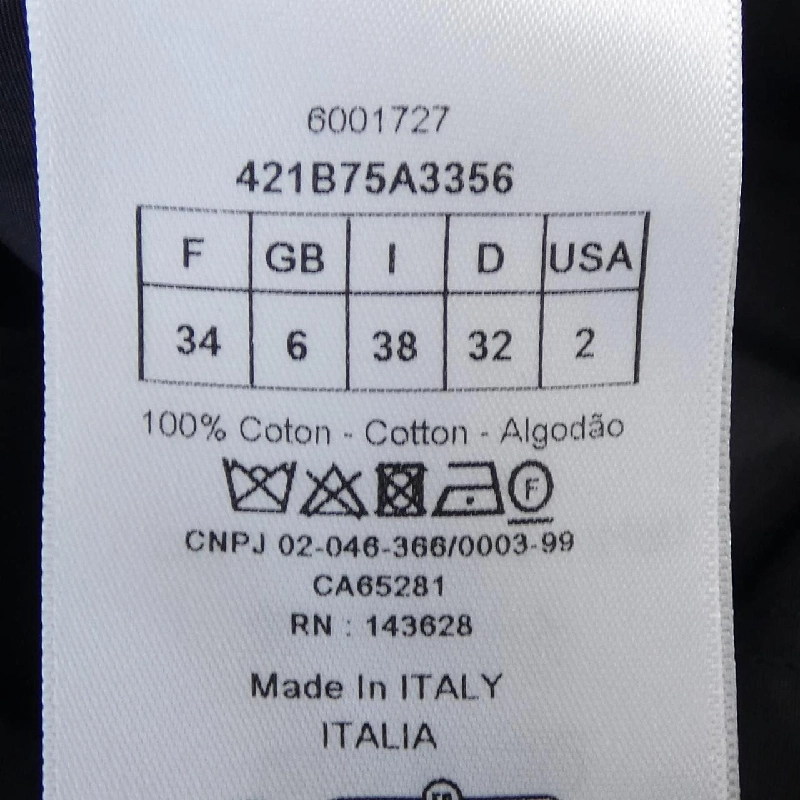 6001727
421B75A3356
F GB I D USA
34 6 38 32 2
100% Coton - Cotton - Algodão
F
CNPJ 02-046-366/0003-99
CA65281
RN : 143628
Made In ITALY
ITALIA